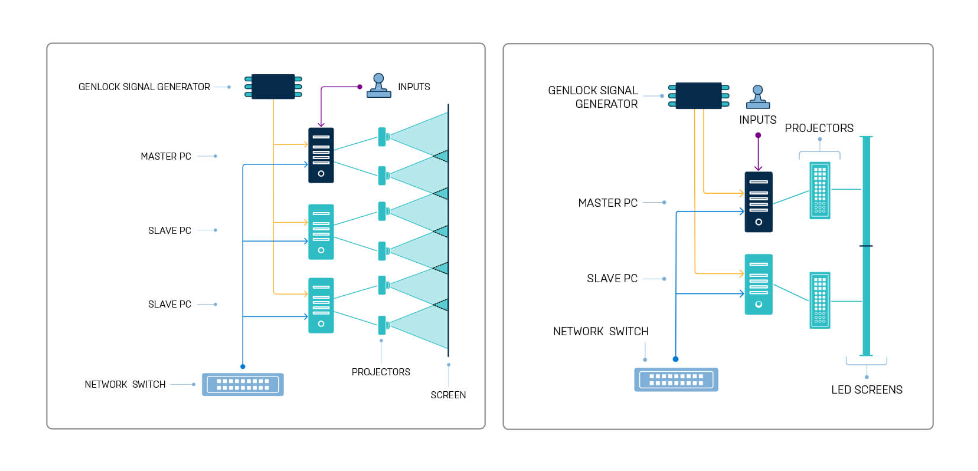 GENLOCK SIGNAL GENERATOR
INPUTS
MASTER PC
SLAVE PC
SLAVE PC
NETWORK SWITCH
PROJECTORS
SCREEN
GENLOCK SIGNAL
GENERATOR
INPUTS
PROJECTORS
MASTER PC
SLAVE PC
NETWORK SWITCH
LED SCREENS